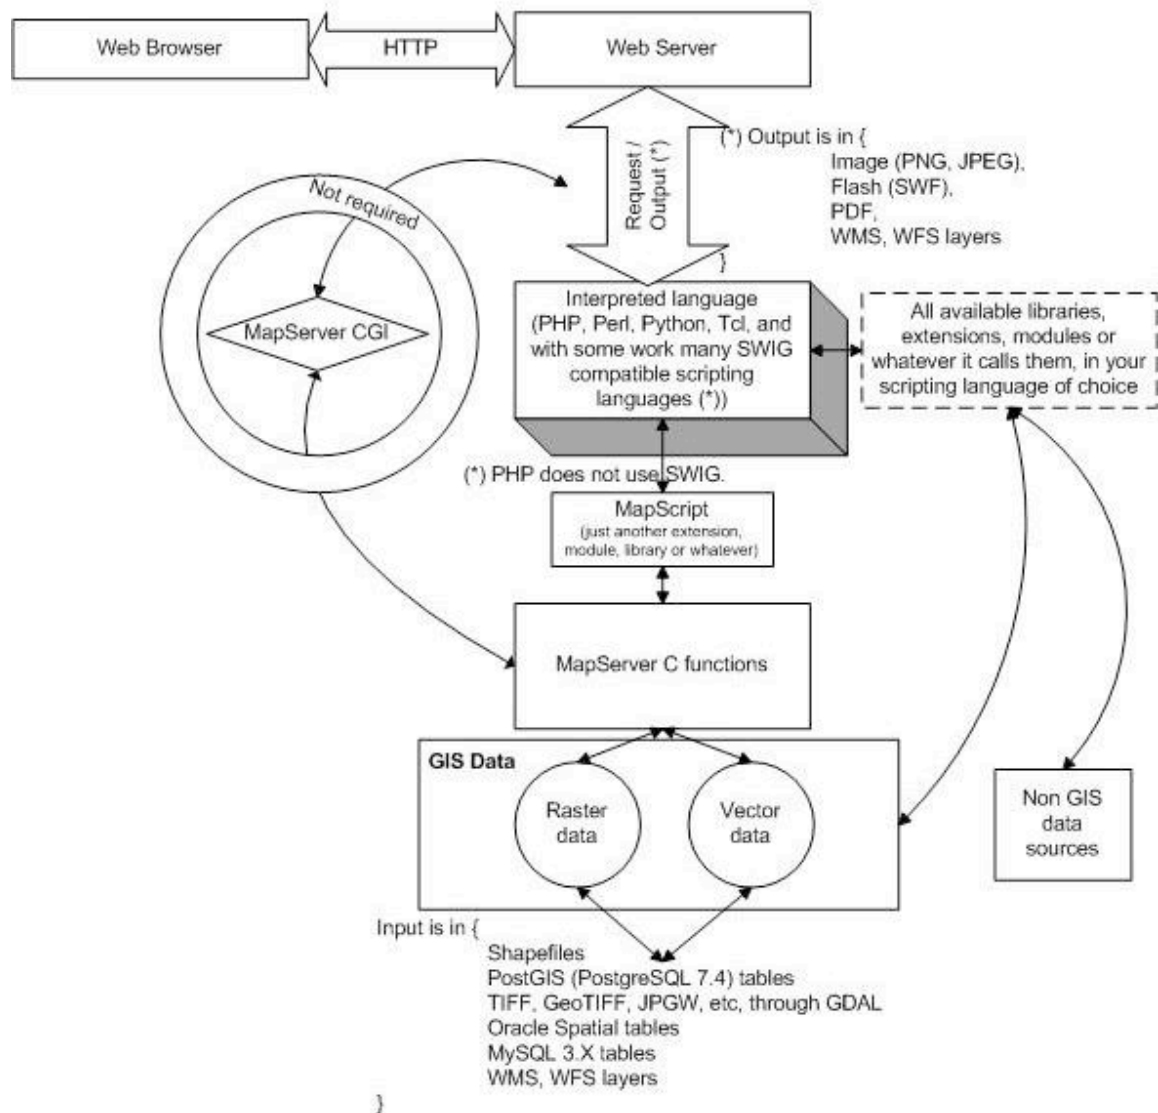 Web Browser
HTTP
Web Server
Request /
Output (*)
(*) Output is in {
Image (PNG, JPEG),
Flash (SWF),
PDF,
WMS, WFS layers
}
Not required
MapServer CGI
Interpreted language
(PHP, Perl, Python, Tcl, and
with some work many SWIG
compatible scripting
languages (*))
All available libraries,
extensions, modules or
whatever it calls them, in your
scripting language of choice
(*) PHP does not use SWIG.
MapScript
(just another extension,
module, library or whatever)
MapServer C functions
GIS Data
Raster
data
Vector
data
Non GIS
data
sources
Input is in {
Shapefiles
PostGIS (PostgreSQL 7.4) tables
TIFF, GeoTIFF, JPGW, etc, through GDAL
Oracle Spatial tables
MySQL 3.X tables
WMS, WFS layers
}